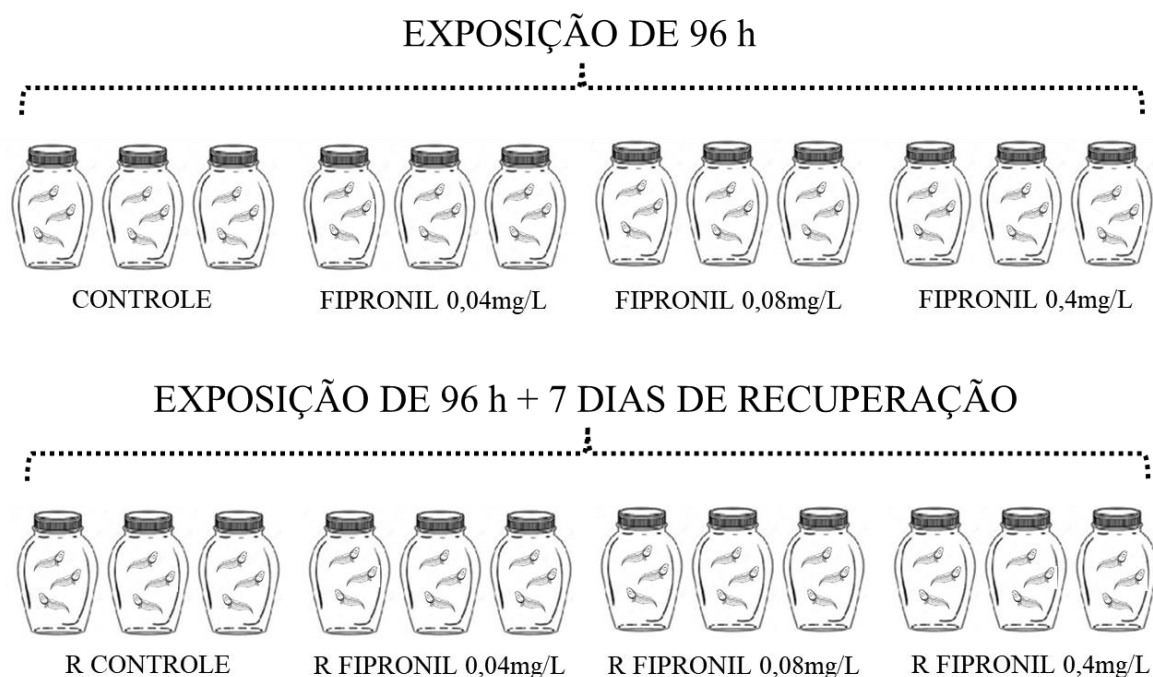 EXPOSIÇÃO DE 96 h
CONTROLE
FIPRONIL 0,04mg/L
FIPRONIL 0,08mg/L
FIPRONIL 0,4mg/L
EXPOSIÇÃO DE 96 h + 7 DIAS DE RECUPERAÇÃO
R CONTROLE
R FIPRONIL 0,04mg/L
R FIPRONIL 0,08mg/L
R FIPRONIL 0,4mg/L